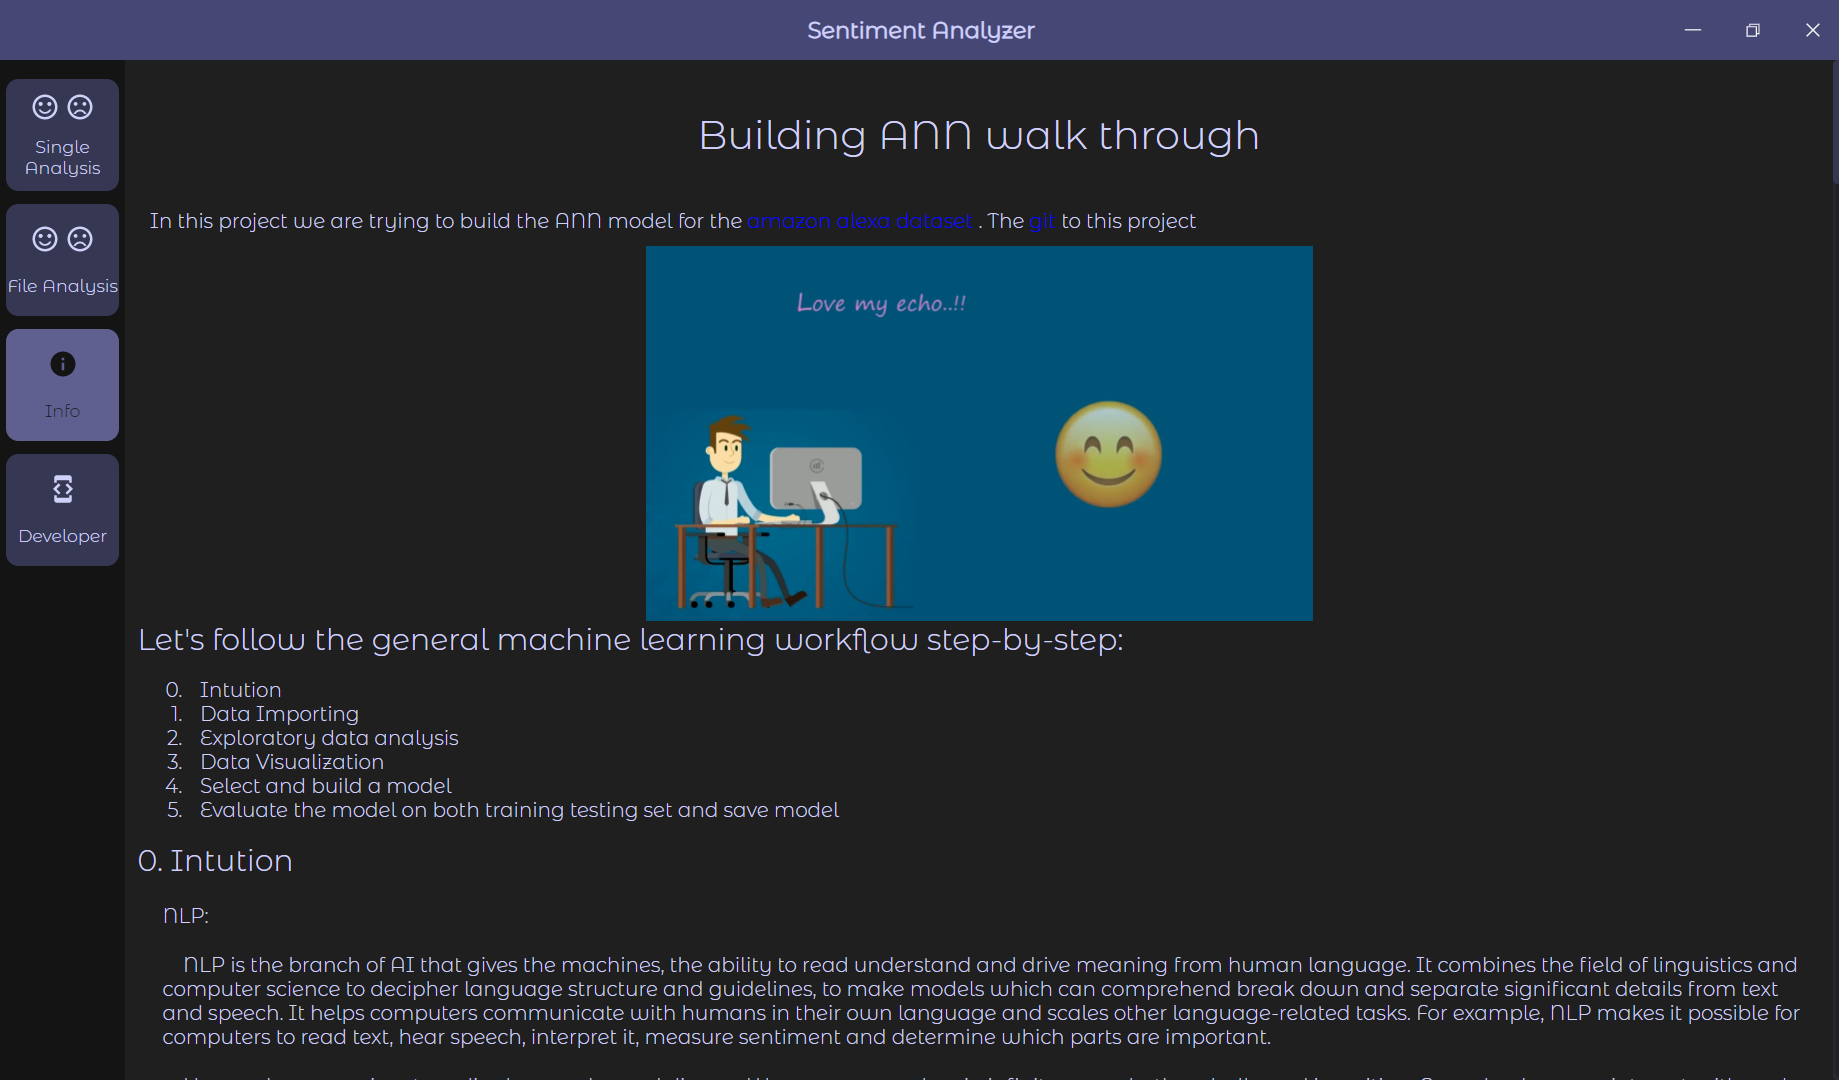 Sentiment Analyzer
Single
Analysis
File Analysis
Info
Developer
Building ANN walk through
In this project we are trying to build the ANN model for the amazon alexa dataset . The git to this project
Love my echo..!!
Let's follow the general machine learning workflow step-by-step:
0. Intution
1. Data Importing
2. Exploratory data analysis
3. Data Visualization
4. Select and build a model
5. Evaluate the model on both training testing set and save model
0. Intution
NLP:
NLP is the branch of AI that gives the machines, the ability to read understand and drive meaning from human language. It combines the field of linguistics and
computer science to decipher language structure and guidelines, to make models which can comprehend break down and separate significant details from text
and speech. It helps computers communicate with humans in their own language and scales other language-related tasks. For example, NLP makes it possible for
computers to read text, hear speech, interpret it, measure sentiment and determine which parts are important.